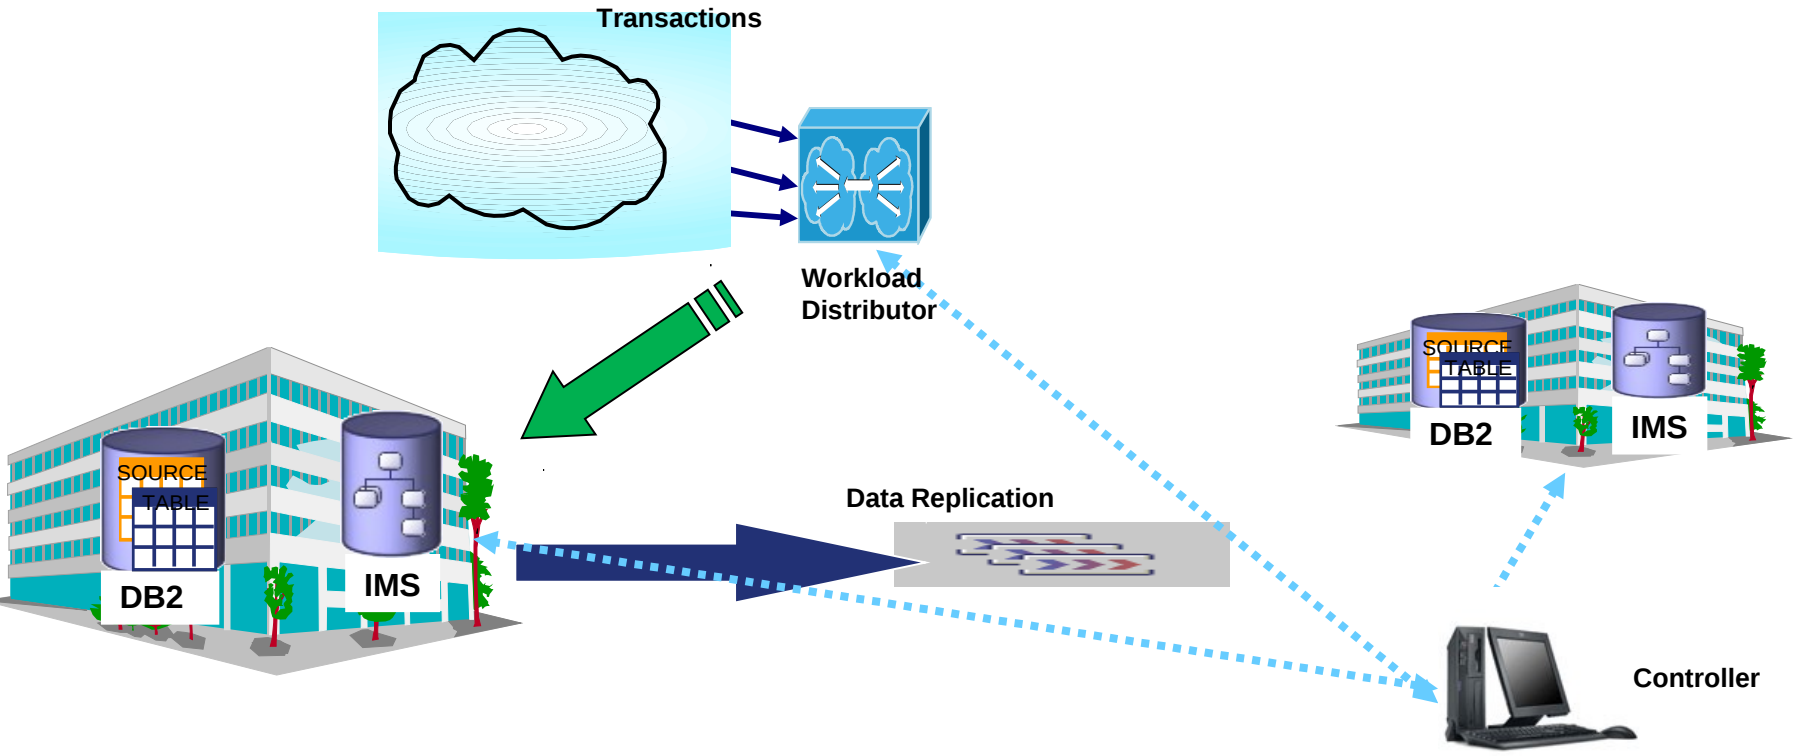 Transactions
Workload
Distributor
SOURCE
TABLE
DB2
IMS
SOURCE
TABLE
DB2
IMS
Data Replication
Controller